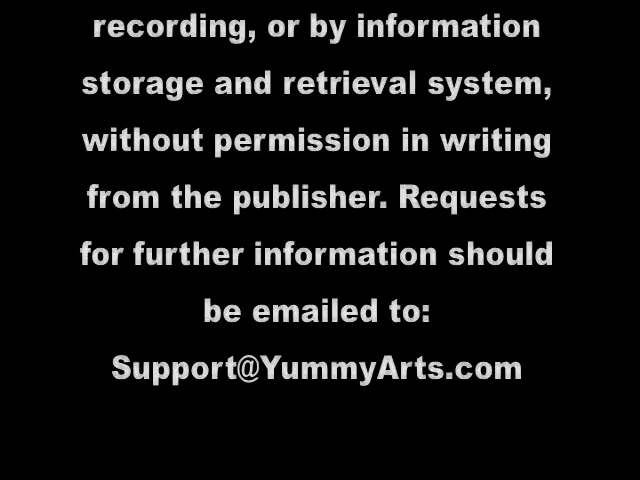 recording, or by information
storage and retrieval system,
without permission in writing
from the publisher. Requests
for further information should
be emailed to:
Support@YummyArts.com